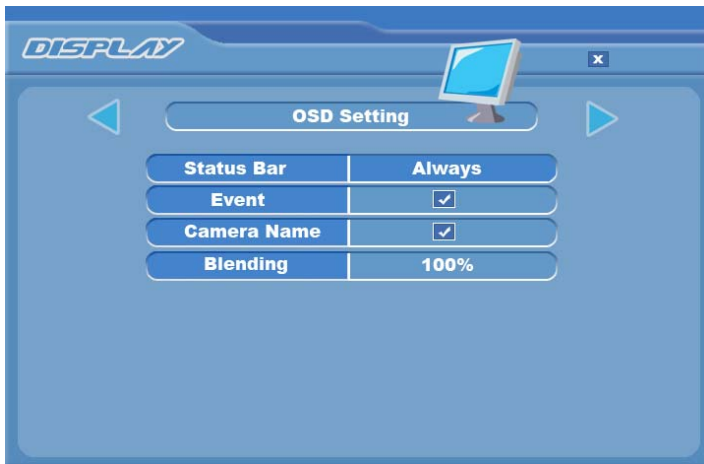 DISPLAY
x
OSD Setting
Status Bar Always
Event
Camera Name
Blending 100%